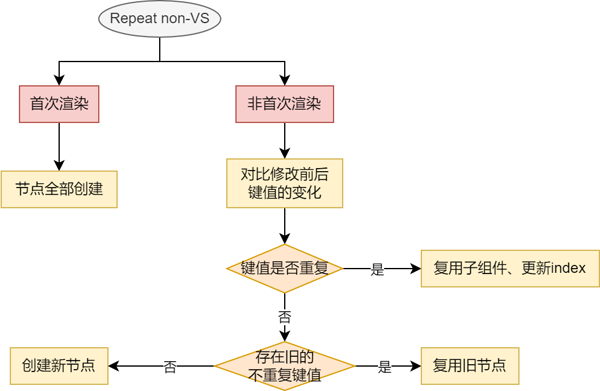 Repeat non-VS
首次渲染
非首次渲染
节点全部创建
对比修改前后
键值的变化
键值是否重复
是
复用子组件、更新index
否
创建新节点
否
存在旧的
不重复键值
是
复用旧节点